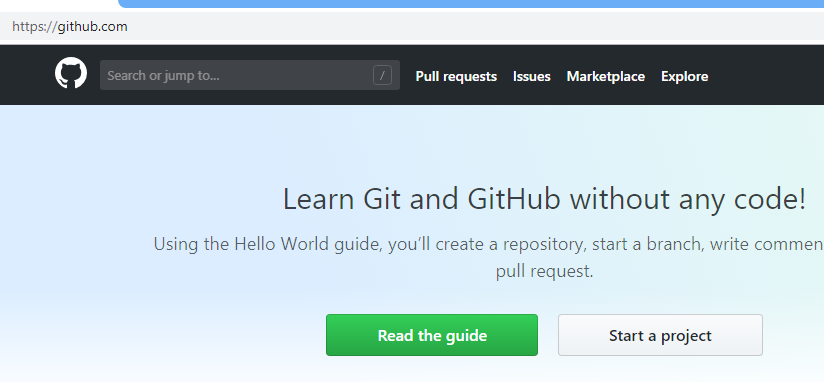 https://github.com
Search or jump to... /
Pull requests Issues Marketplace Explore
Learn Git and GitHub without any code!
Using the Hello World guide, you’ll create a repository, start a branch, write
pull request.
Read the guide Start a project